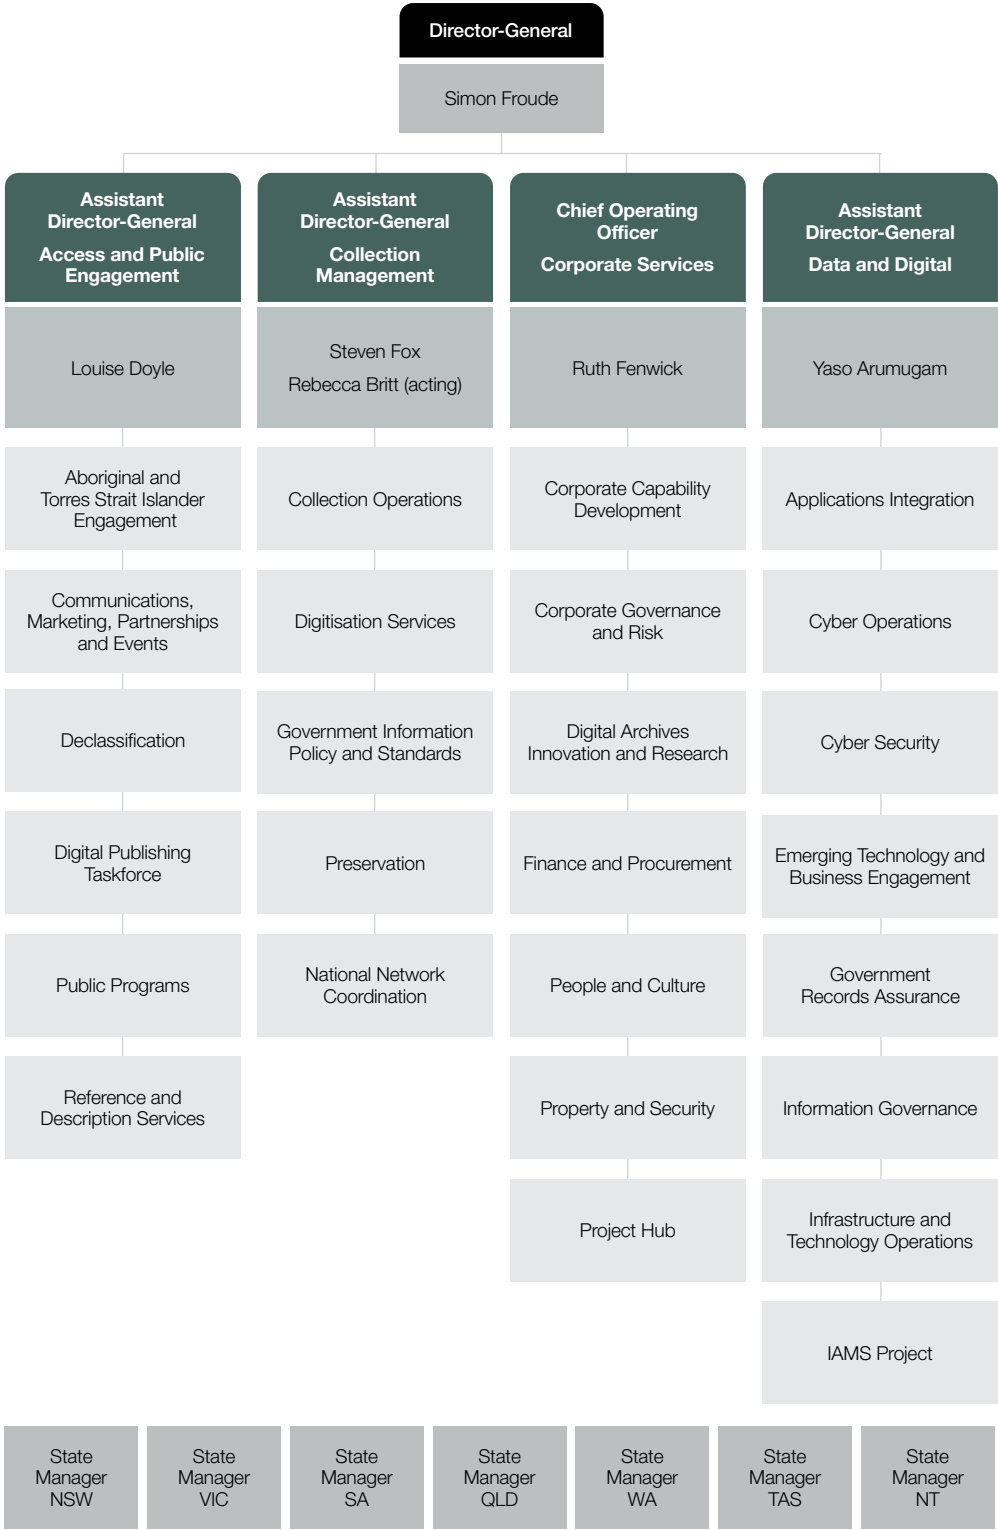 Director-General
Simon Froude
Assistant
Director-General
Access and Public
Engagement
Louise Doyle
Aboriginal and
Torres Strait Islander
Engagement
Communications,
Marketing, Partnerships
and Events
Declassification
Digital Publishing
Taskforce
Public Programs
Reference and
Description Services
Assistant
Director-General
Collection
Management
Steven Fox
Rebecca Britt (acting)
Collection Operations
Digitisation Services
Government Information
Policy and Standards
Preservation
National Network
Coordination
Chief Operating
Officer
Corporate Services
Ruth Fenwick
Corporate Capability
Development
Corporate Governance
and Risk
Digital Archives
Innovation and Research
Finance and Procurement
People and Culture
Property and Security
Project Hub
Assistant
Director-General
Data and Digital
Yaso Arumugam
Applications Integration
Cyber Operations
Cyber Security
Emerging Technology and
Business Engagement
Government
Records Assurance
Information Governance
Infrastructure and
Technology Operations
IAMS Project
State
Manager
NSW
State
Manager
VIC
State
Manager
SA
State
Manager
QLD
State
Manager
WA
State
Manager
TAS
State
Manager
NT